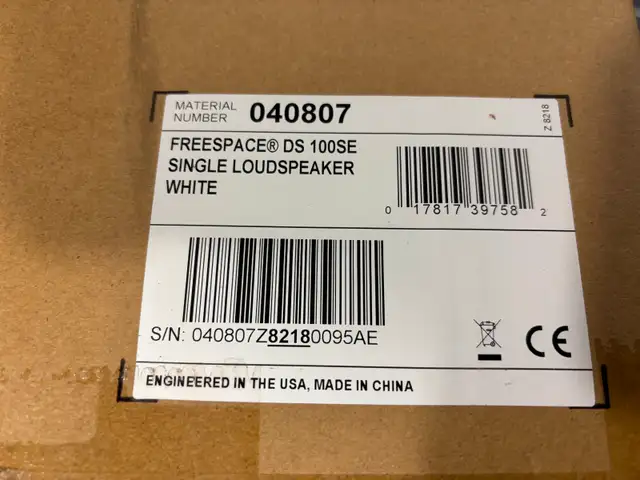 MATERIAL
NUMBER 040807
Z 8218
FREESPACE® DS 100SE
SINGLE LOUDSPEAKER
WHITE
0 17817 39758 2
S/N: 040807Z82180095AE
CE
ENGINEERED IN THE USA, MADE IN CHINA